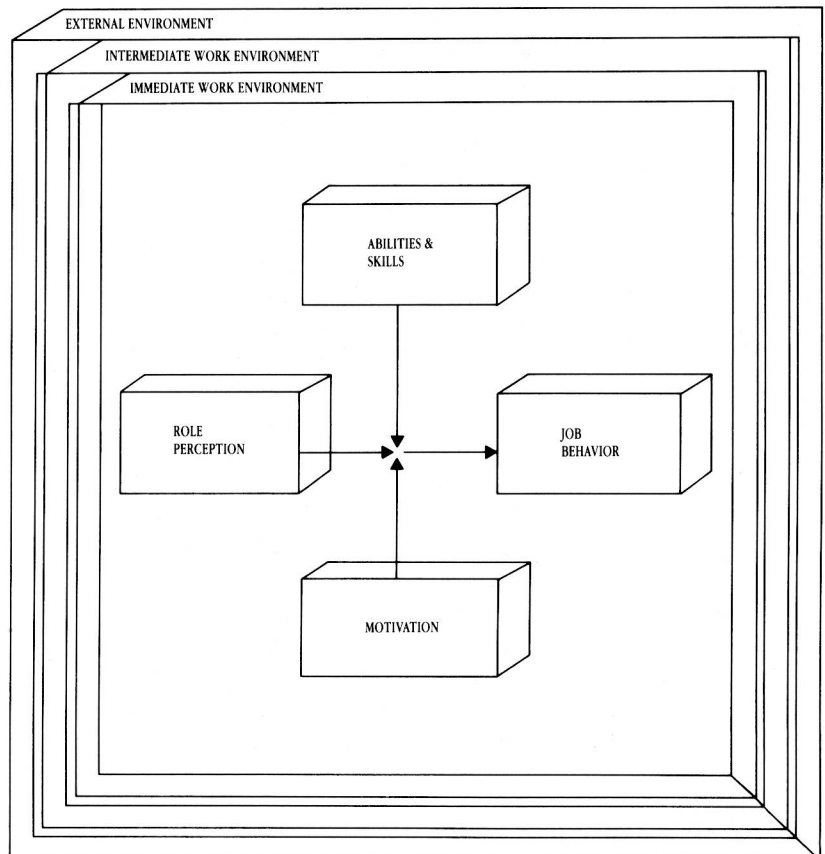 EXTERNAL ENVIRONMENT
INTERMEDIATE WORK ENVIRONMENT
IMMEDIATE WORK ENVIRONMENT
ABILITIES &
SKILLS
ROLE
PERCEPTION
JOB
BEHAVIOR
MOTIVATION